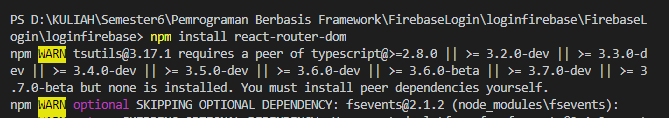 PS D:\KULIAH\Semester6\Pemrograman Berbasis Framework\FirebaseLogin\loginfirebase\FirebaseL
ogin\loginfirebase> npm install react-router-dom
npm WARN tsutils@3.17.1 requires a peer of typescript@>=2.8.0 || >= 3.2.0-dev || >= 3.3.0-d
ev || >= 3.4.0-dev || >= 3.5.0-dev || >= 3.6.0-dev || >= 3.6.0-beta || >= 3.7.0-dev || >= 3
.7.0-beta but none is installed. You must install peer dependencies yourself.
npm WARN optional SKIPPING OPTIONAL DEPENDENCY: fsevents@2.1.2 (node_modules\fsevents):